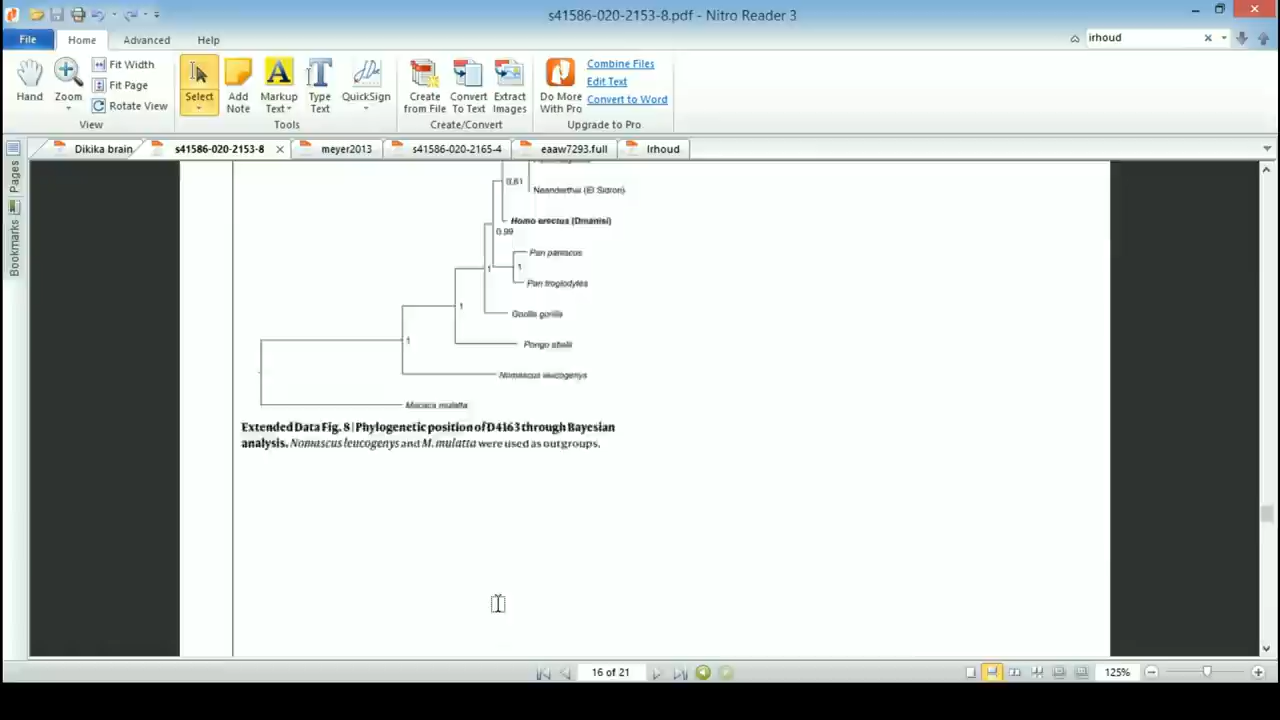 s41586-020-2153-8.pdf - Nitro Reader 3
File Home Advanced Help
irhoud
Hand
Zoom
Fit Width
Fit Page
Rotate View
View
Select
Add Note
Markup Text
Type Text
QuickSign
Tools
Create from File
Convert To Text
Extract Images
Create/Convert
Do More With Pro
Combine Files
Edit Text
Convert to Word
Upgrade to Pro
Dikika brain s41586-020-2153-8 meyer2013 s41586-020-2165-4 eaaw7293.full Irhoud
Pages
Bookmarks
0.61
Neanderthal (El Sidron)
Homo erectus (Dmanisi)
0.99
Pan paniscus
1
1
Pan troglodytes
1
Gorilla gorilla
1
Pongo abelii
Nomascus leucogenys
Macaca mulatta
Extended Data Fig. 8 | Phylogenetic position of D4163 through Bayesian
analysis. Nomascus leucogenys and M. mulatta were used as outgroups.
16 of 21
125%